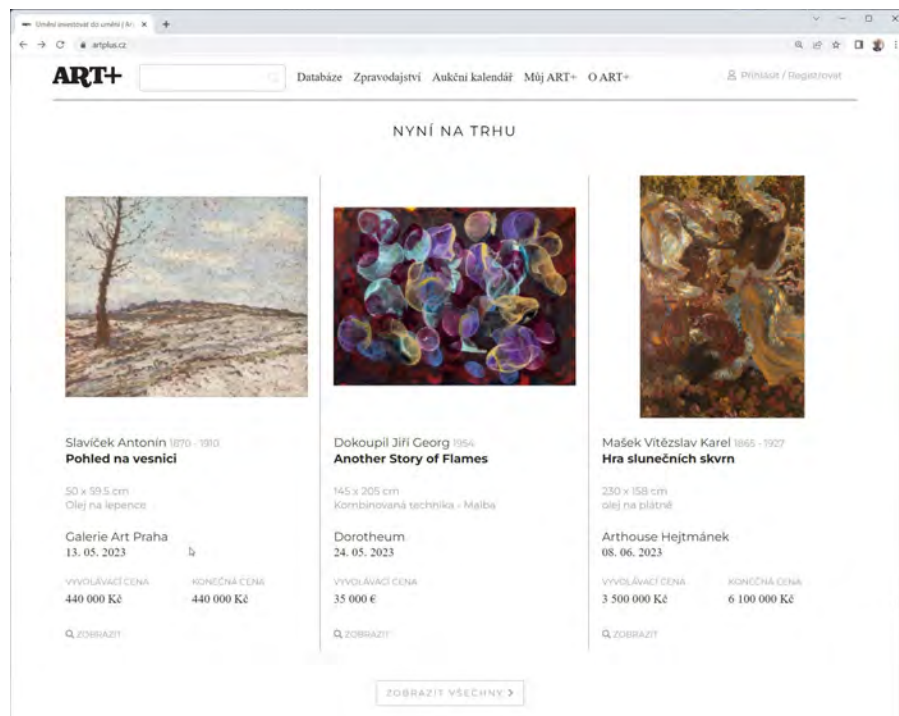 Umění investovat do umění | Ar
artplus.cz
ART+
Databáze Zpravodajství Aukční kalendář Můj ART+ O ART+
Přihlásit / Registrovat
NYNÍ NA TRHU
Slavíček Antonín 1870 - 1910
Pohled na vesnici
50 x 59.5 cm
Olej na lepence
Galerie Art Praha
13. 05. 2023
VYVOLÁVACÍ CENA KONEČNÁ CENA
440 000 Kč 440 000 Kč
ZOBRAZIT
Dokoupil Jiří Georg 1954
Another Story of Flames
145 x 205 cm
Kombinovaná technika - Malba
Dorotheum
24. 05. 2023
VYVOLÁVACÍ CENA
35 000 €
ZOBRAZIT
Mašek Vítězslav Karel 1865 - 1927
Hra slunečních skvrn
230 x 158 cm
olej na plátně
Arthouse Hejtmánek
08. 06. 2023
VYVOLÁVACÍ CENA KONEČNÁ CENA
3 500 000 Kč 6 100 000 Kč
ZOBRAZIT
ZOBRAZIT VŠECHNY